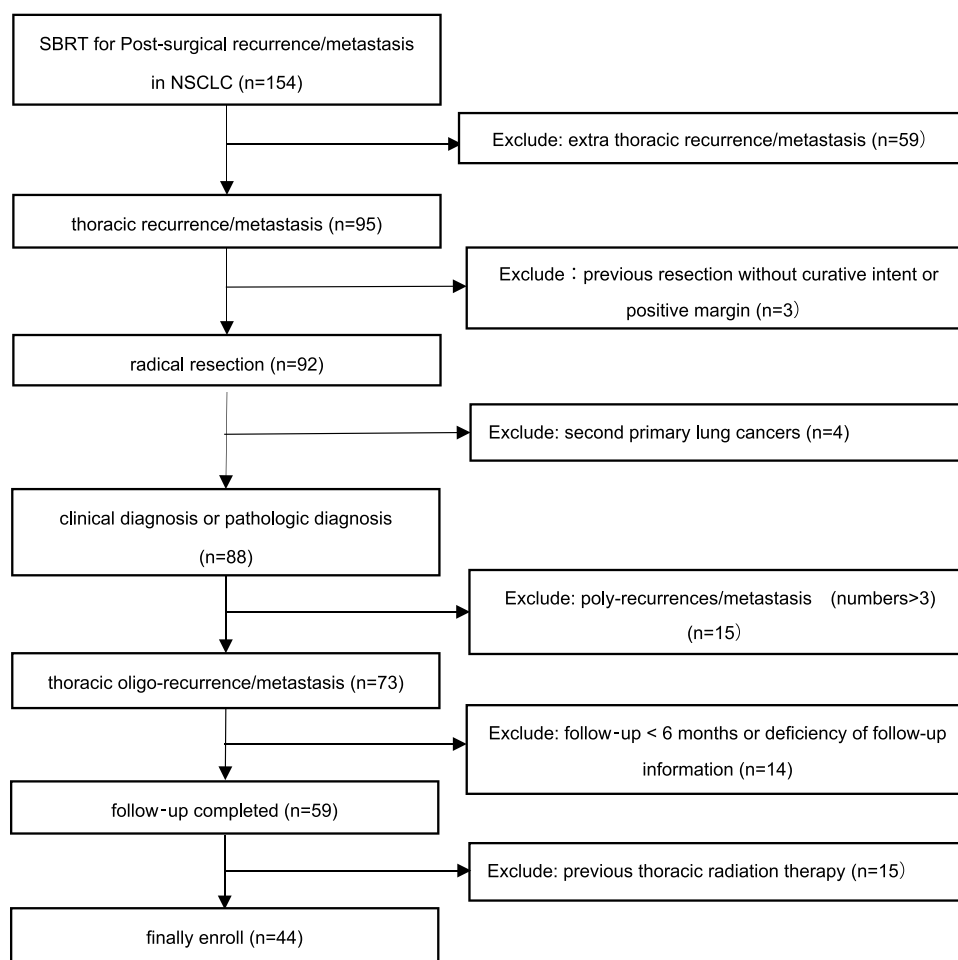 SBRT for Post-surgical recurrence/metastasis
in NSCLC (n=154)
Exclude: extra thoracic recurrence/metastasis (n=59）
thoracic recurrence/metastasis (n=95)
Exclude：previous resection without curative intent or
positive margin (n=3）
radical resection (n=92)
Exclude: second primary lung cancers (n=4)
clinical diagnosis or pathologic diagnosis
(n=88)
Exclude: poly-recurrences/metastasis (numbers>3)
(n=15）
thoracic oligo-recurrence/metastasis (n=73)
Exclude: follow-up < 6 months or deficiency of follow-up
information (n=14)
follow-up completed (n=59)
Exclude: previous thoracic radiation therapy (n=15）
finally enroll (n=44)